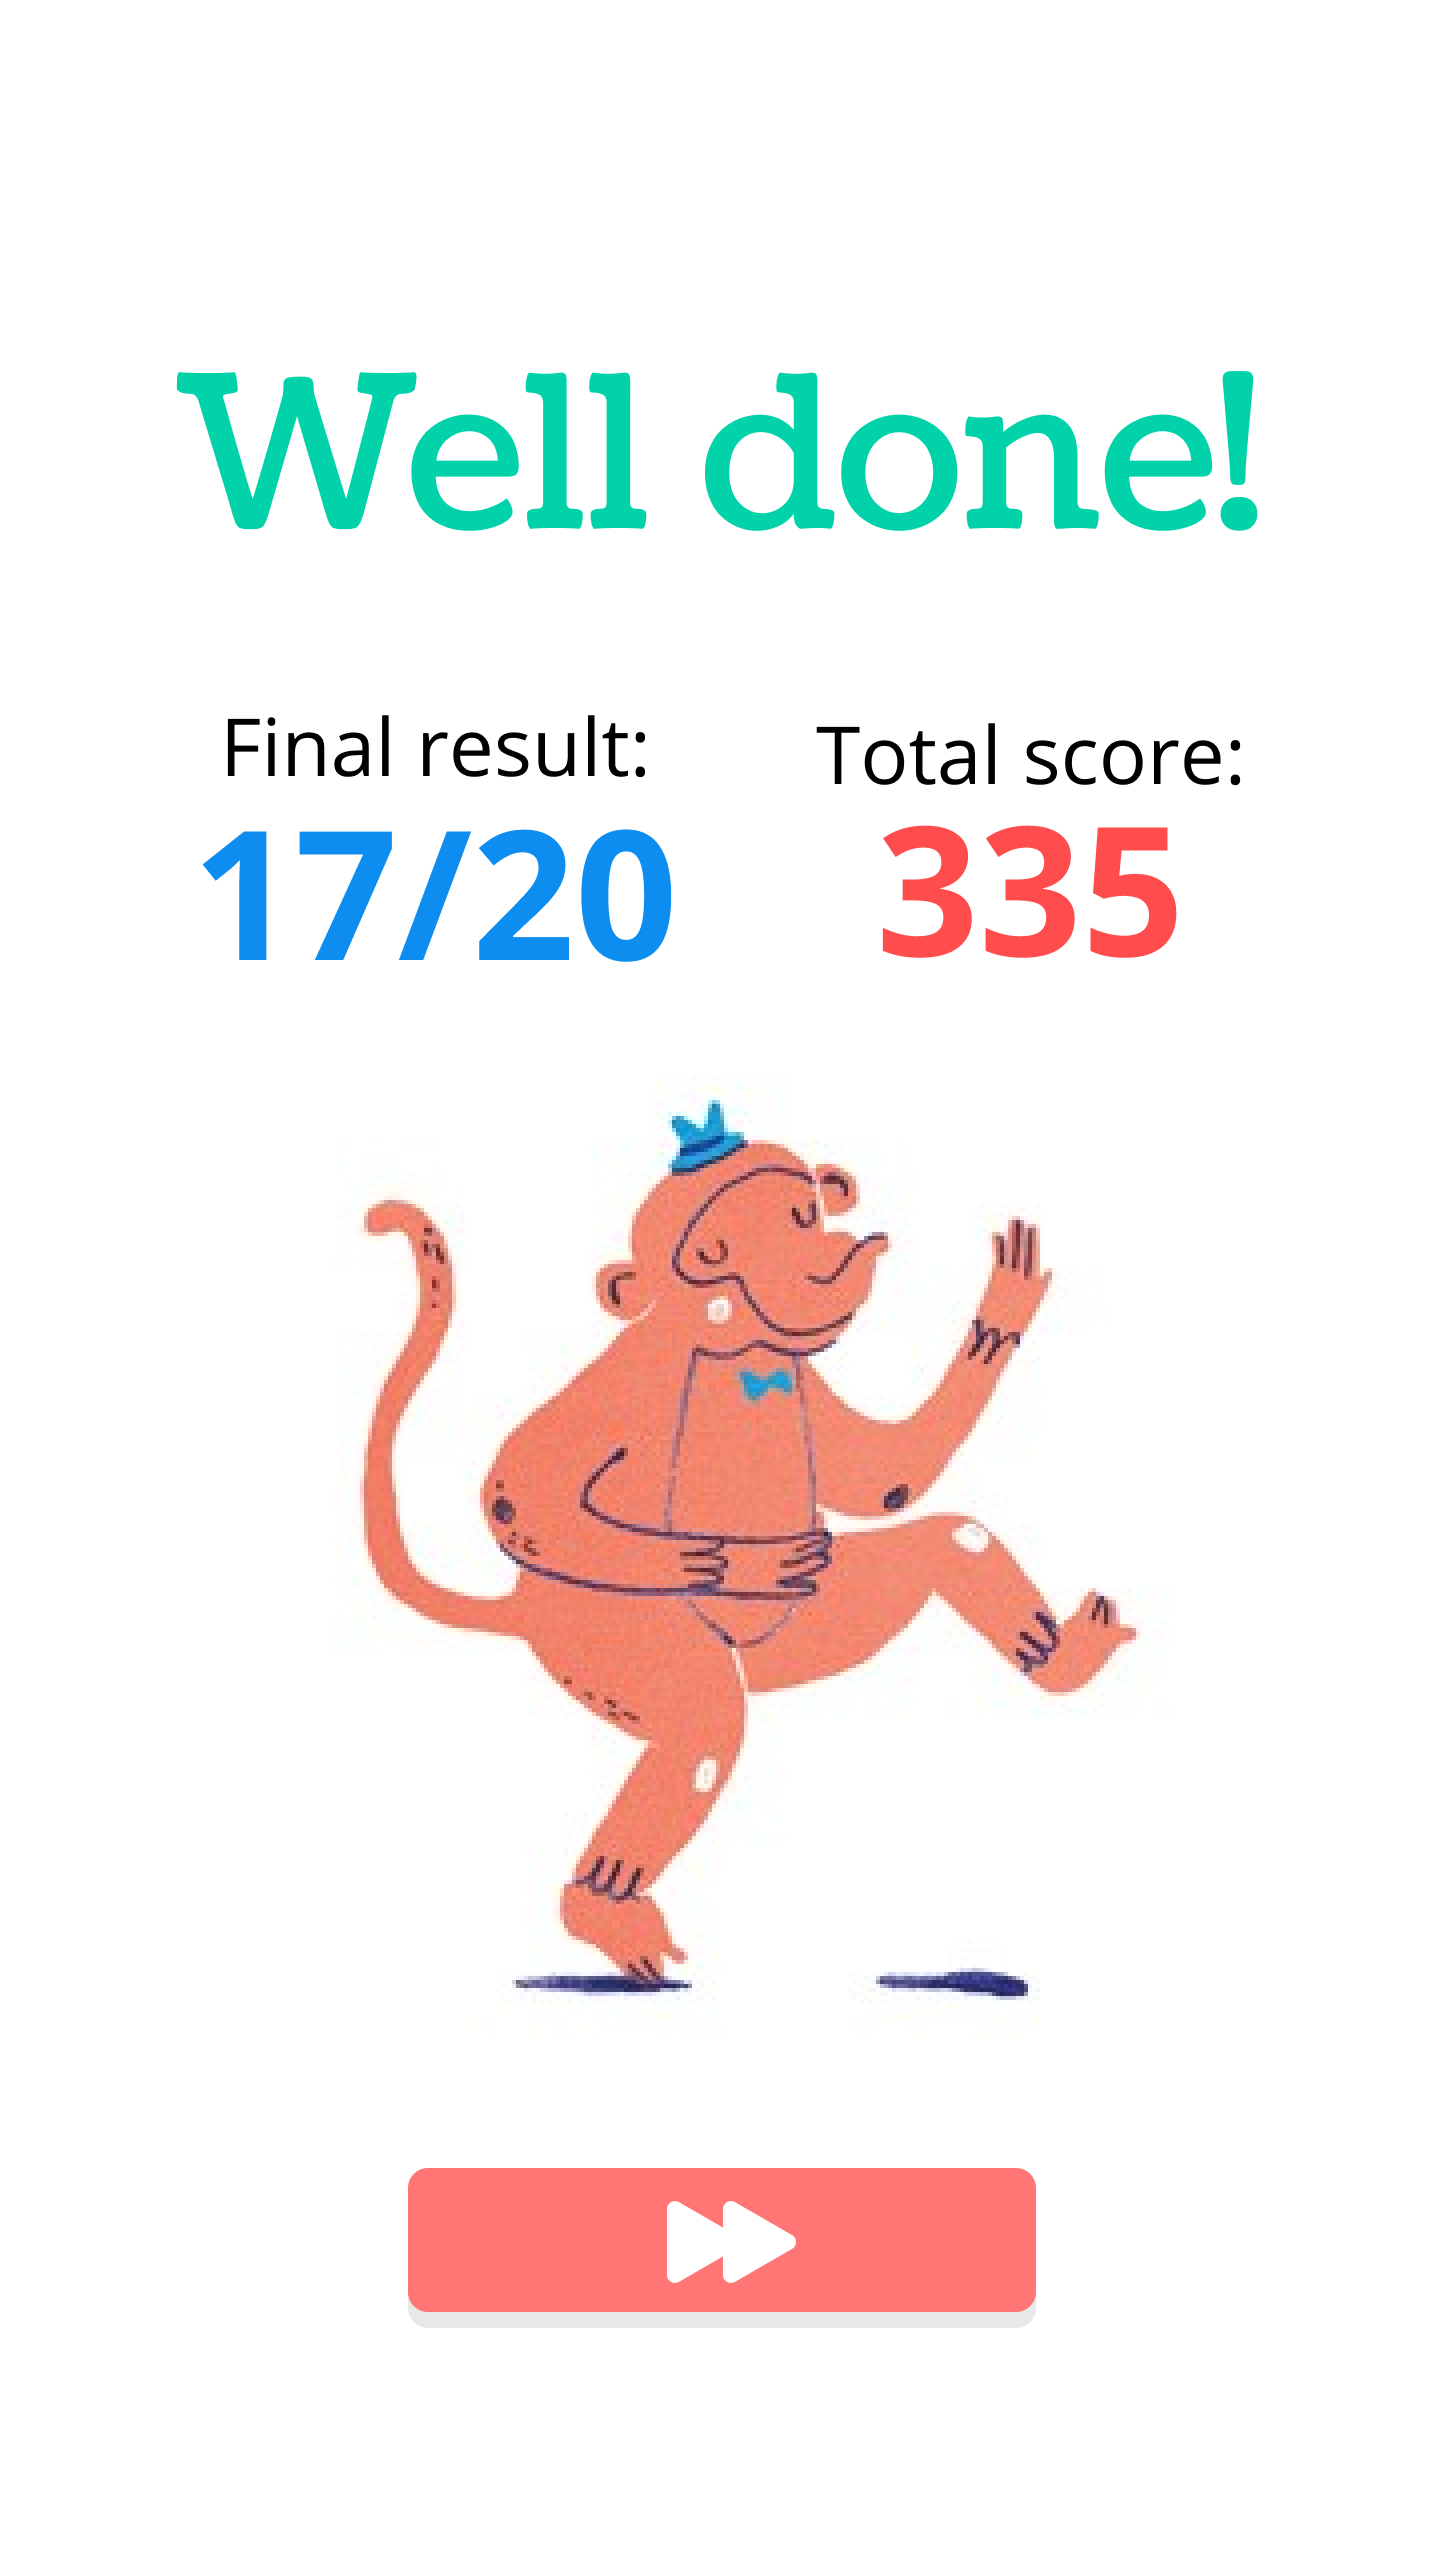 Well done!
Final result:
17/20
Total score:
335